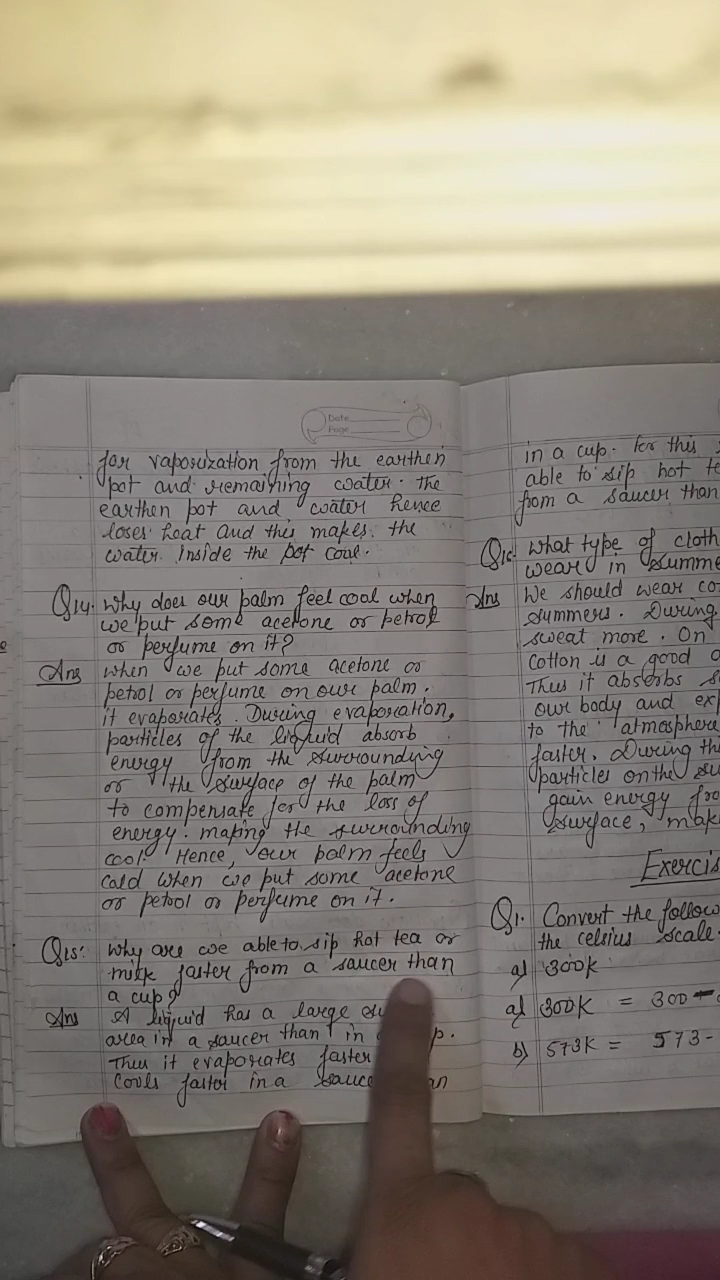 Date
Page
for vaporization from the earthen
pot and remaining water. the
earthen pot and water hence
loses heat and this makes the
water inside the pot cool.
Q14. Why does our palm feel cool when
we put some acetone or petrol
or perfume on it?
Ans when we put some acetone or
petrol or perfume on our palm.
it evaporates. During evaporation,
particles of the liquid absorb
energy from the surrounding
or the surface of the palm
to compensate for the loss of
energy. making the surrounding
cool. Hence, our palm feels
cold when we put some acetone
or petrol or perfume on it.
Q15. Why are we able to sip hot tea or
milk faster from a saucer than
a cup?
Ans A liquid has a large
area in a saucer than in p.
Thus it evaporates faster
cools faster in a
in a cup. for this
able to sip hot
from a saucer than
Q16. what type of cloth
wear in summe
Ans We should wear co
summers. During
sweat more. On
cotton is a good
Thus it absorbs
our body and exp
to the atmosphere
faster. During th
particles on the su
gain energy fro
surface, mak
Exercis
Q1. Convert the follow
the celsius scale.
a) 300k
a) 300K = 300 -
b) 573K = 573-